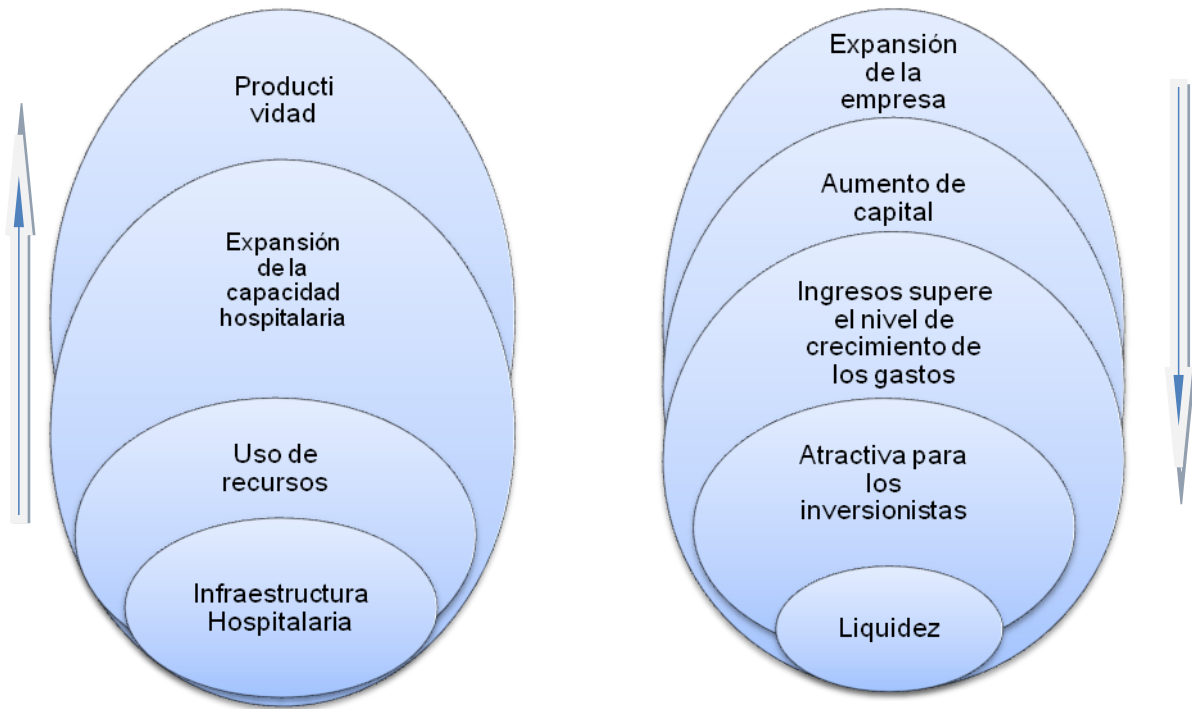 Producti
vidad
Expansión
de la
capacidad
hospitalaria
Uso de
recursos
Infraestructura
Hospitalaria
Expansión
de la
empresa
Aumento de
capital
Ingresos supere
el nivel de
crecimiento de
los gastos
Atractiva para
los
inversionistas
Liquidez